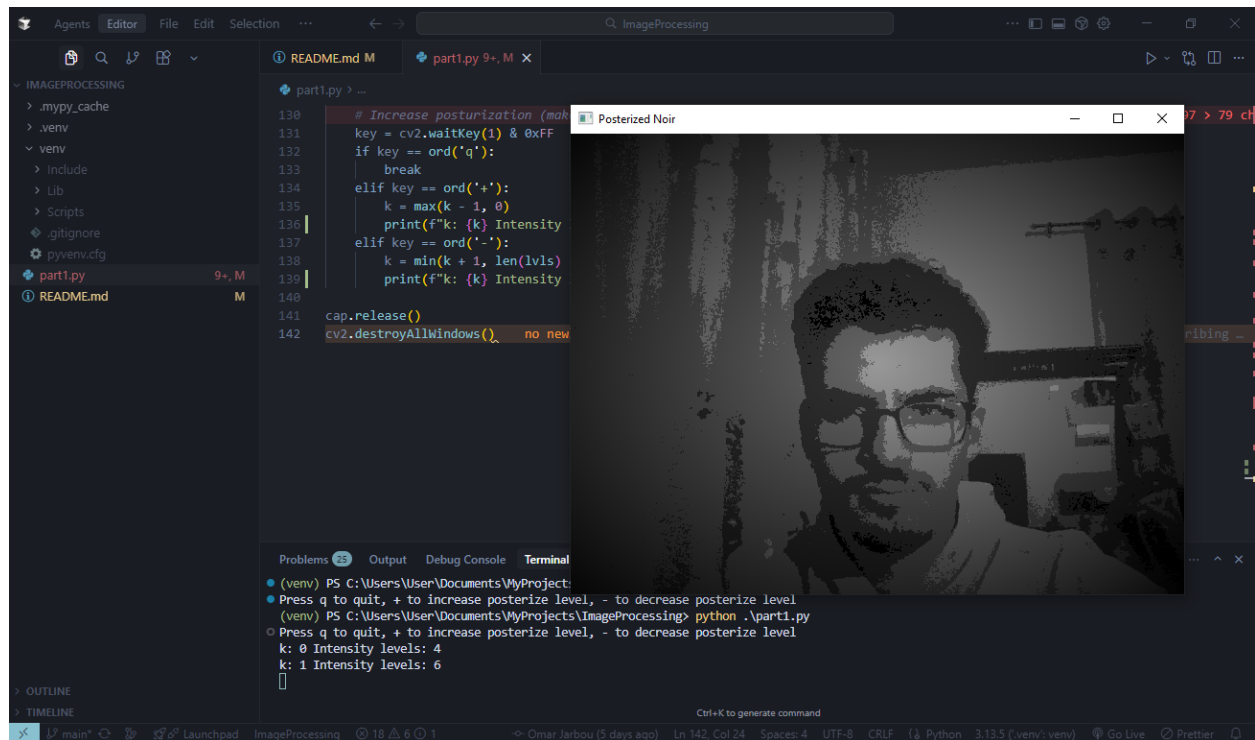 Agents Editor File Edit Selection ··· ImageProcessing
IMAGEPROCESSING
.mypy_cache
.venv
venv
Include
Lib
Scripts
.gitignore
pyvenv.cfg
part1.py 9+, M
README.md M
OUTLINE
TIMELINE
README.md M part1.py 9+, M
part1.py > ...
130 # Increase posturization (mak 97 > 79 ch
131 key = cv2.waitKey(1) & 0xFF
132 if key == ord('q'):
133 break
134 elif key == ord('+'):
135 k = max(k - 1, 0)
136 print(f"k: {k} Intensity
137 elif key == ord('-'):
138 k = min(k + 1, len(lvls)
139 print(f"k: {k} Intensity
140
141 cap.release()
142 cv2.destroyAllWindows() no new ribing …
Posterized Noir
Problems 25 Output Debug Console Terminal
(venv) PS C:\Users\User\Documents\MyProject
Press q to quit, + to increase posterize level, - to decrease posterize level
(venv) PS C:\Users\User\Documents\MyProjects\ImageProcessing> python .\part1.py
Press q to quit, + to increase posterize level, - to decrease posterize level
k: 0 Intensity levels: 4
k: 1 Intensity levels: 6
Ctrl+K to generate command
main* Launchpad ImageProcessing 18 6 1 Omar Jarbou (5 days ago) Ln 142, Col 24 Spaces: 4 UTF-8 CRLF Python 3.13.5 ('.venv': venv) Go Live Prettier